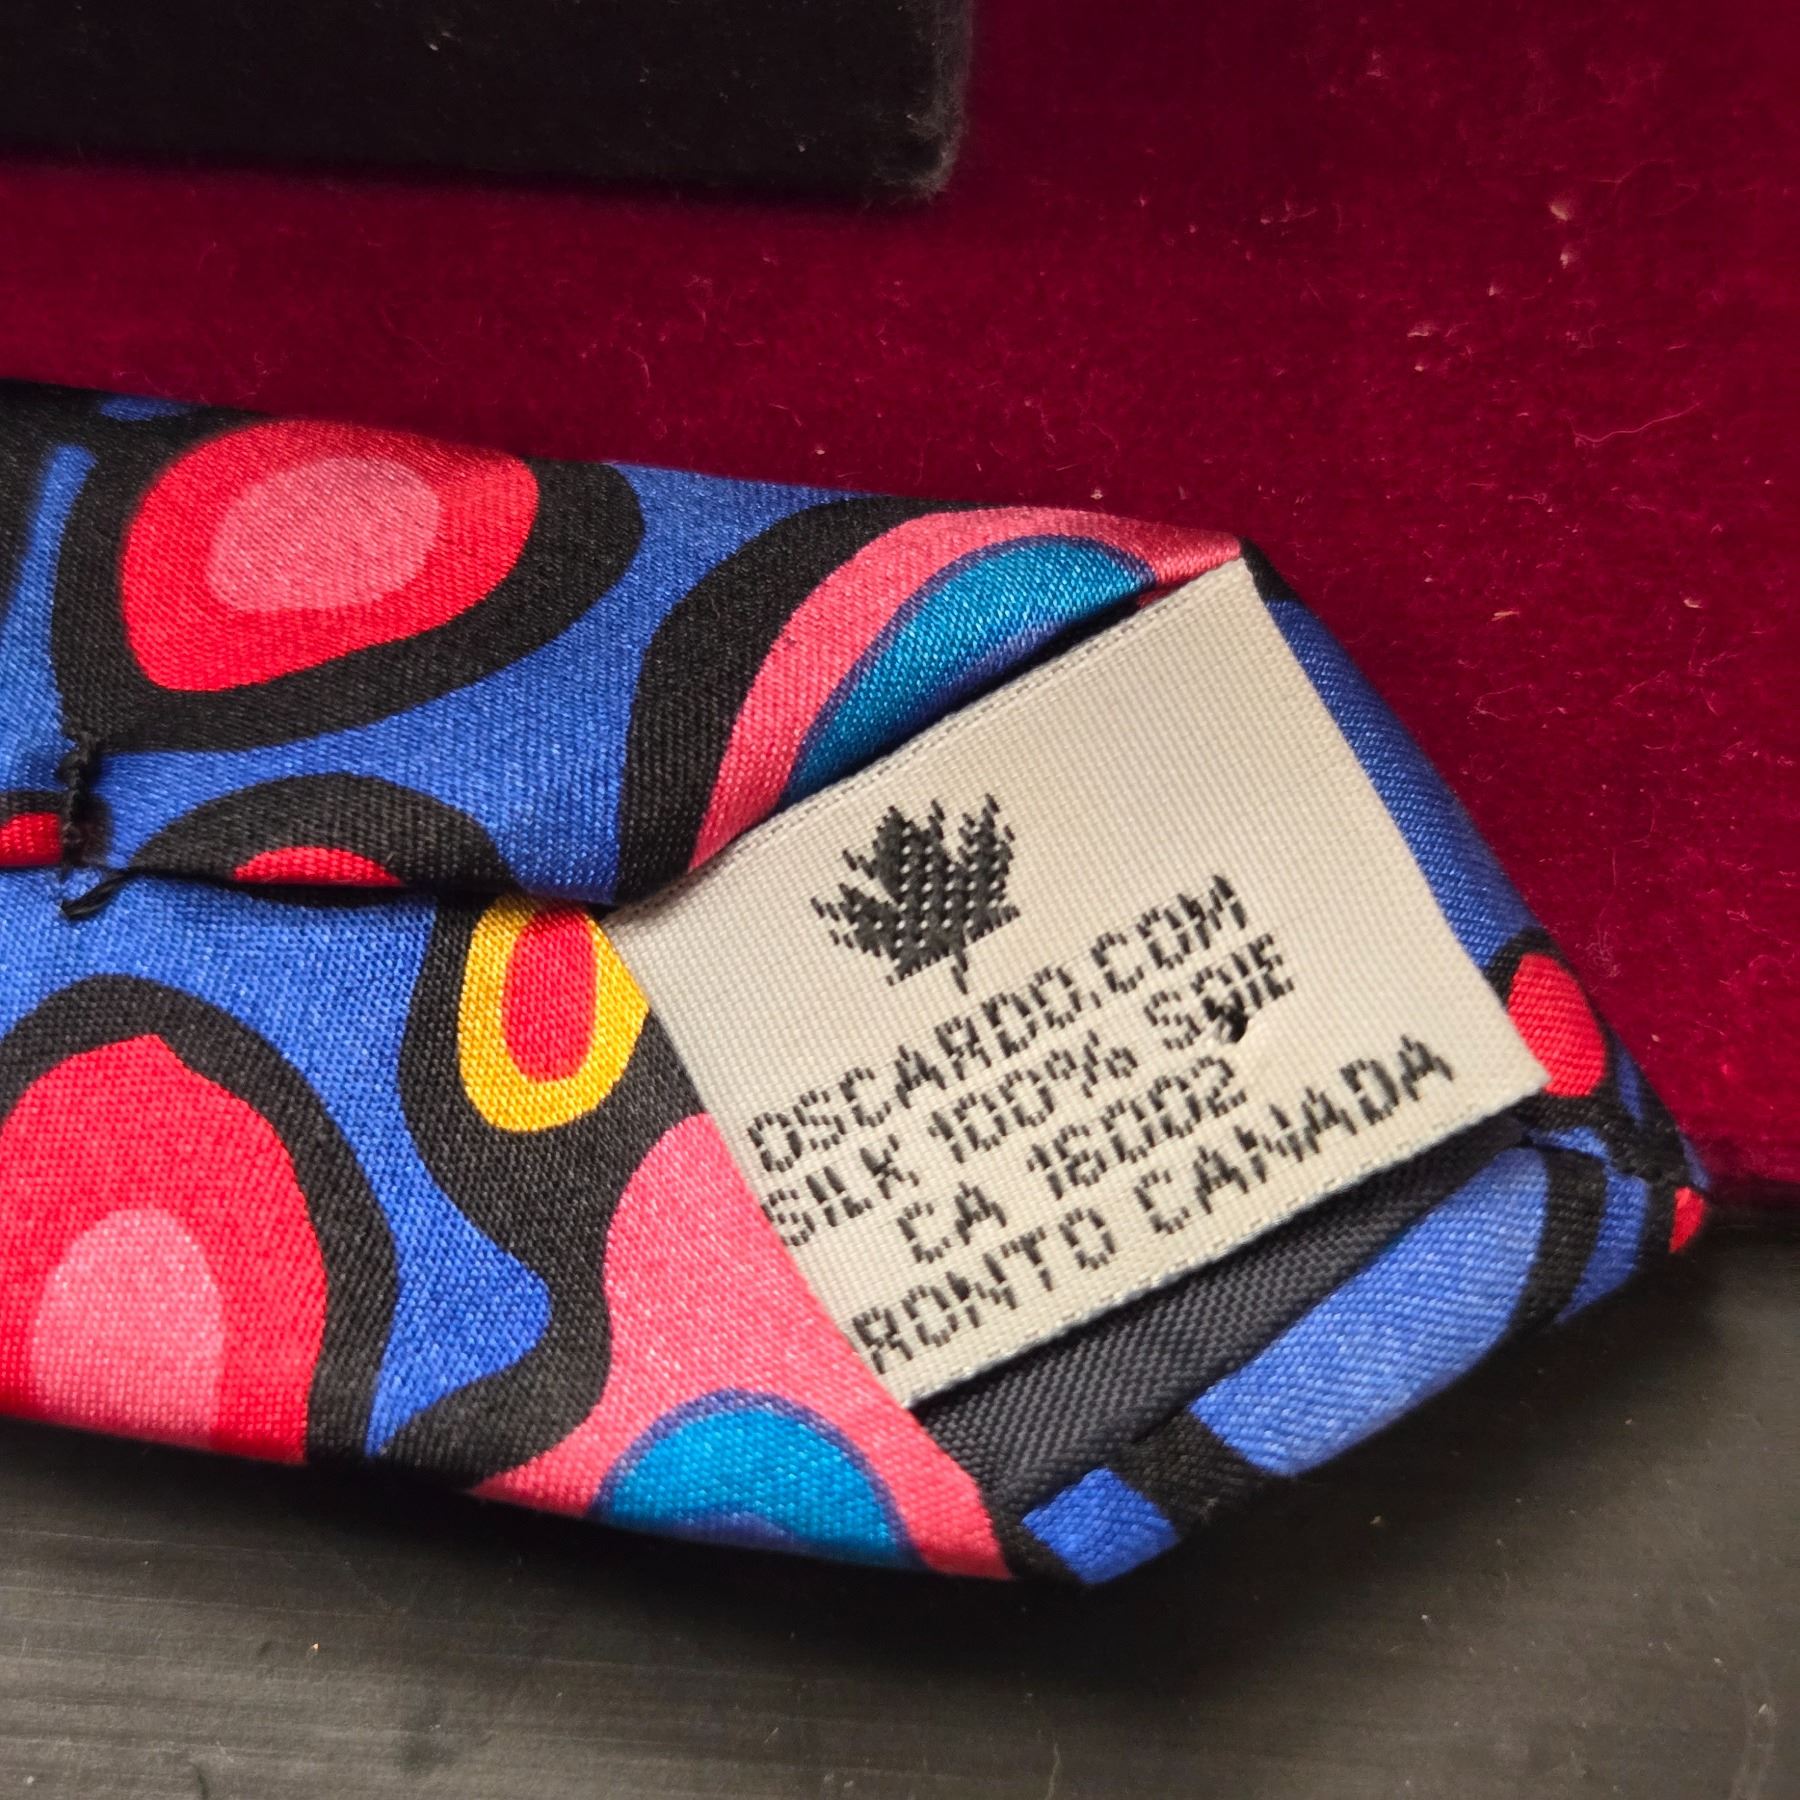 OSCARDO.COM
SILK 100% SOIE
CA 16002
RONTO CANADA